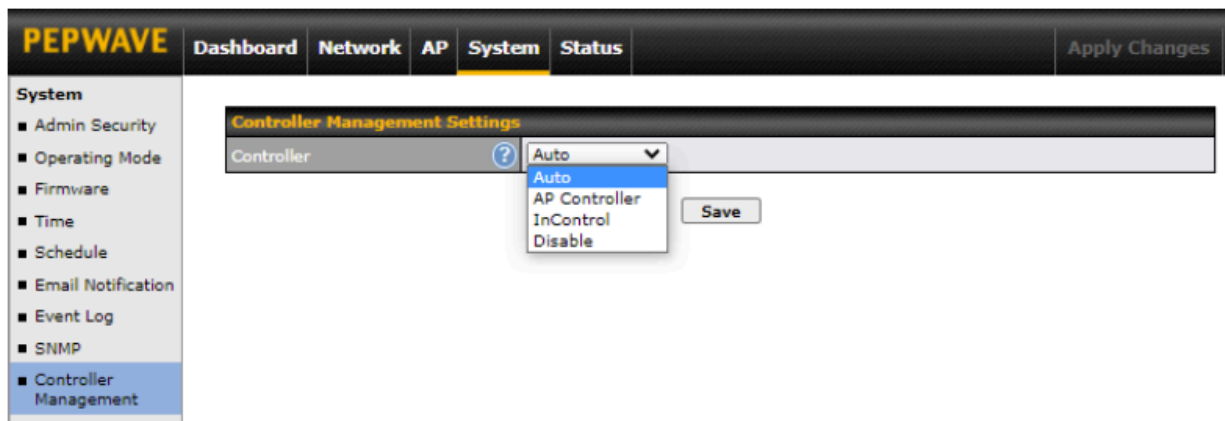 PEPWAVE Dashboard Network AP System Status Apply Changes
System
Admin Security
Operating Mode
Firmware
Time
Schedule
Email Notification
Event Log
SNMP
Controller
Management
Controller Management Settings
Controller ? Auto
Auto
AP Controller
InControl
Disable
Save